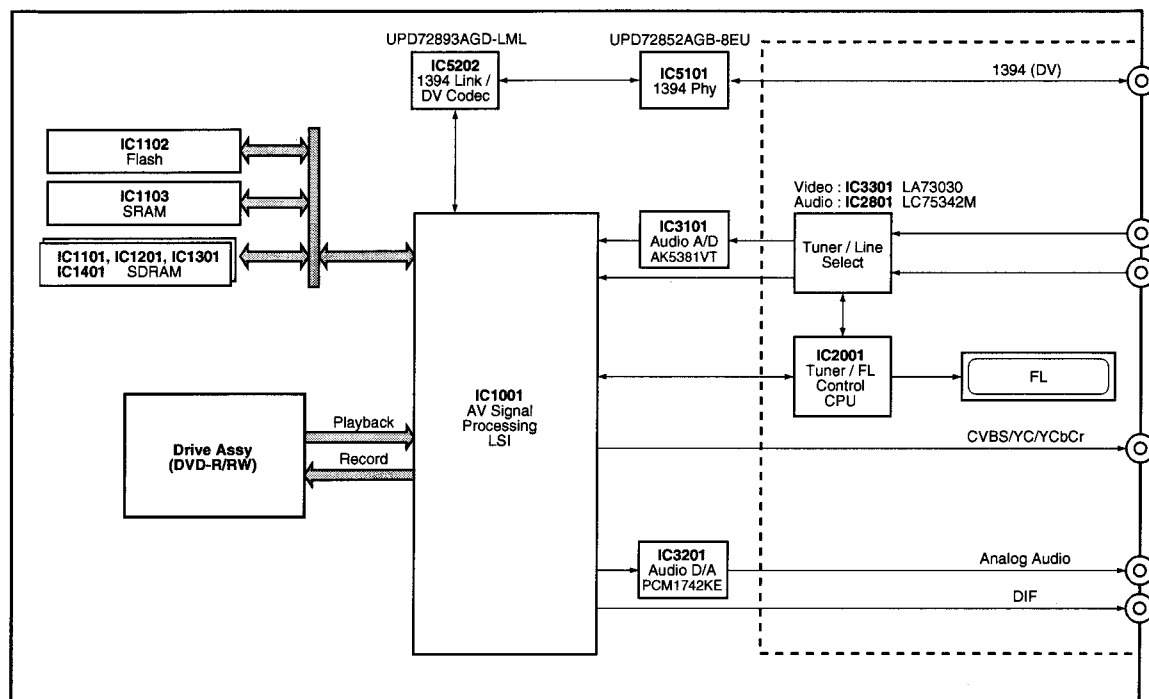 UPD72893AGD-LML
UPD72852AGB-8EU
IC5202
1394 Link /
DV Codec
IC5101
1394 Phy
1394 (DV)
IC1102
Flash
IC1103
SRAM
IC1101, IC1201, IC1301
IC1401 SDRAM
Video : IC3301 LA73030
Audio : IC2801 LC75342M
IC3101
Audio A/D
AK5381VT
Tuner / Line
Select
IC2001
Tuner / FL
Control
CPU
FL
IC1001
AV Signal
Processing
LSI
Drive Assy
(DVD-R/RW)
Playback
Record
CVBS/YC/YCbCr
IC3201
Audio D/A
PCM1742KE
Analog Audio
DIF